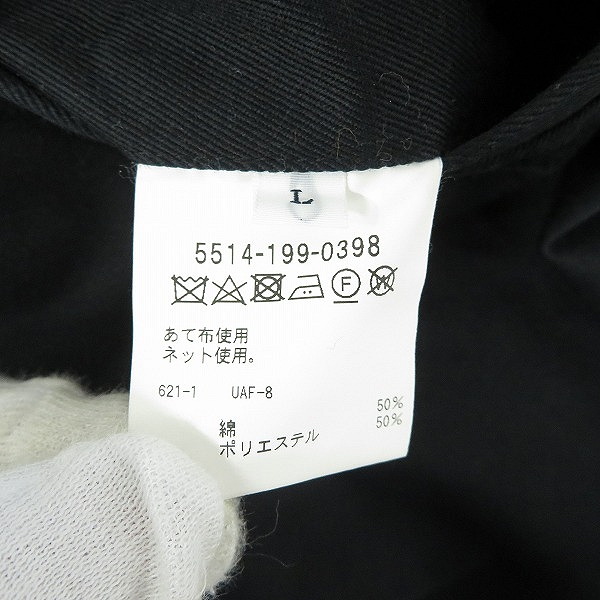 L
5514-199-0398
F W
あて布使用
ネット使用。
621-1 UAF-8
綿 50%
ポリエステル 50%